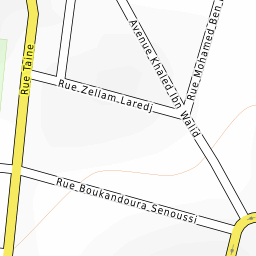 Rue Taine
Rue Zellam Laredj
Avenue Khaled Ibn Walid
Rue Mohamed Ben
Rue Boukandoura Senoussi